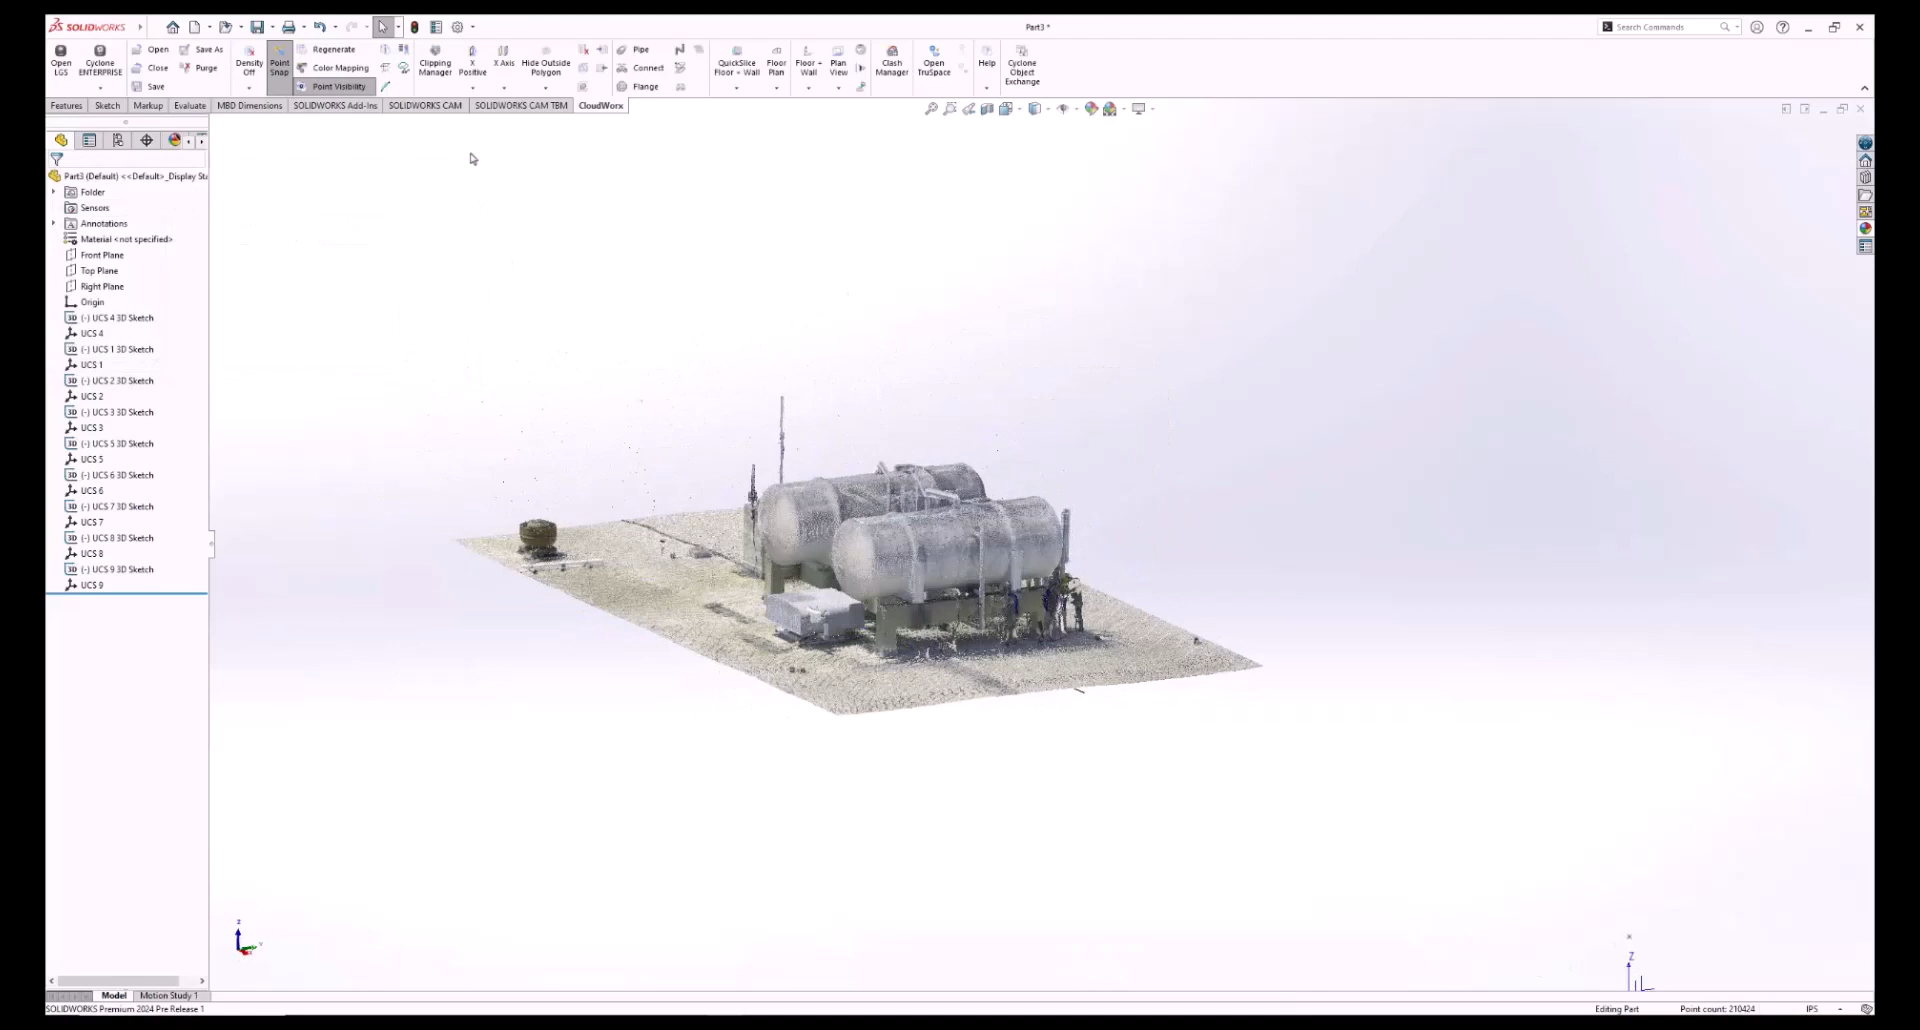 SOLIDWORKS
Part3 *
Search Commands
Open LGS
Cyclone ENTERPRISE
Open
Save As
Close
Purge
Save
Density Off
Point Snap
Regenerate
Color Mapping
Point Visibility
Clipping Manager
X Positive
X Axis
Hide Outside Polygon
Pipe
Connect
Flange
QuickSlice Floor + Wall
Floor Plan
Floor + Wall
Plan View
Clash Manager
Open TruSpace
Help
Cyclone Object Exchange
Features
Sketch
Markup
Evaluate
MBD Dimensions
SOLIDWORKS Add-Ins
SOLIDWORKS CAM
SOLIDWORKS CAM TBM
CloudWorx
Part3 (Default) <<Default>_Display Sta
Folder
Sensors
Annotations
Material <not specified>
Front Plane
Top Plane
Right Plane
Origin
(-) UCS 4 3D Sketch
UCS 4
(-) UCS 1 3D Sketch
UCS 1
(-) UCS 2 3D Sketch
UCS 2
(-) UCS 3 3D Sketch
UCS 3
(-) UCS 5 3D Sketch
UCS 5
(-) UCS 6 3D Sketch
UCS 6
(-) UCS 7 3D Sketch
UCS 7
(-) UCS 8 3D Sketch
UCS 8
(-) UCS 9 3D Sketch
UCS 9
Z
Z
Model
Motion Study 1
SOLIDWORKS Premium 2024 Pre Release 1
Editing Part
Point count: 210424
IPS